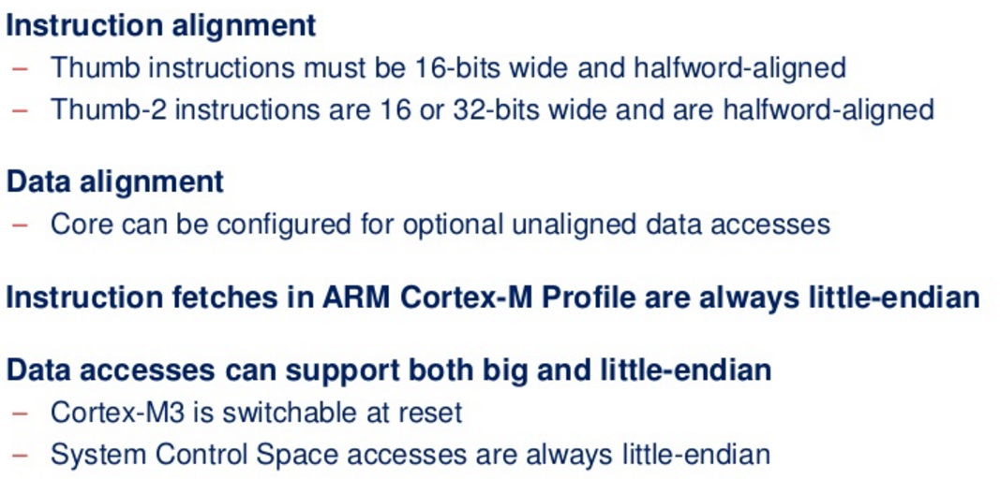 Instruction alignment
– Thumb instructions must be 16-bits wide and halfword-aligned
– Thumb-2 instructions are 16 or 32-bits wide and are halfword-aligned
Data alignment
– Core can be configured for optional unaligned data accesses
Instruction fetches in ARM Cortex-M Profile are always little-endian
Data accesses can support both big and little-endian
– Cortex-M3 is switchable at reset
– System Control Space accesses are always little-endian